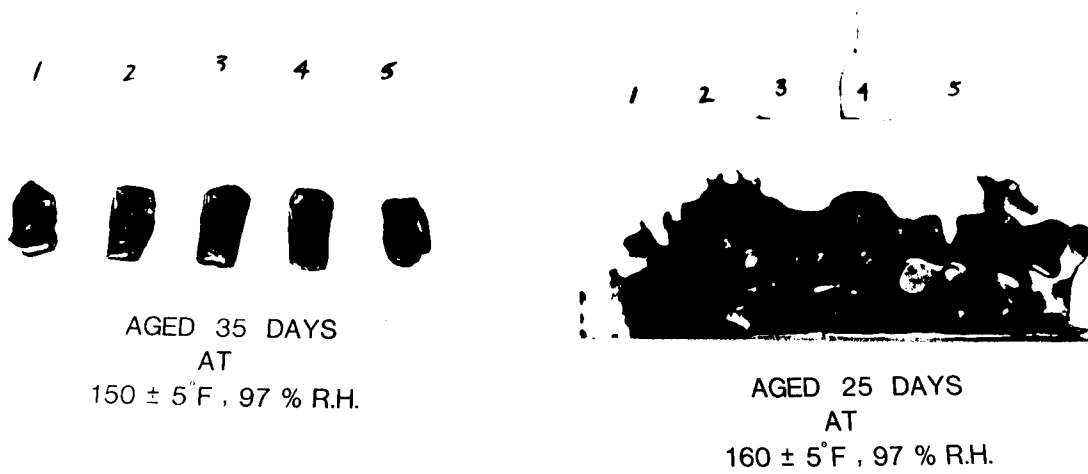 1 2 3 4 5
AGED 35 DAYS
AT
150 ± 5°F , 97 % R.H.
1 2 3 4 5
AGED 25 DAYS
AT
160 ± 5°F , 97 % R.H.